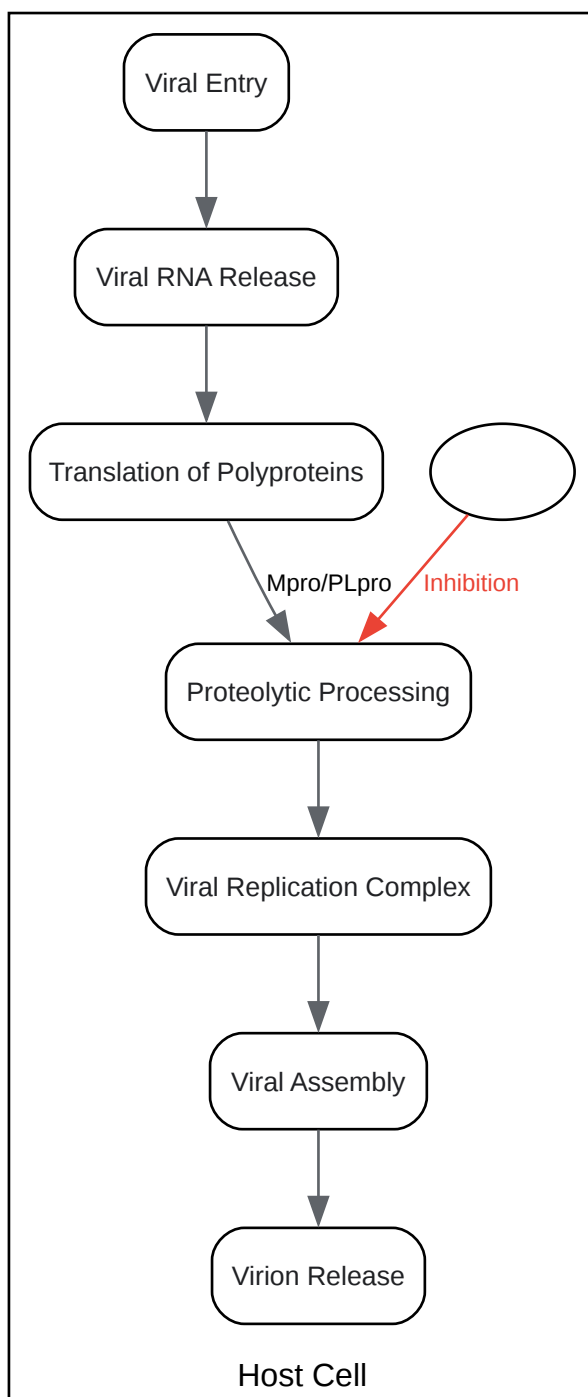 Viral Entry
Viral RNA Release
Translation of Polyproteins
Mpro/PLpro
Inhibition
Proteolytic Processing
Viral Replication Complex
Viral Assembly
Virion Release
Host Cell